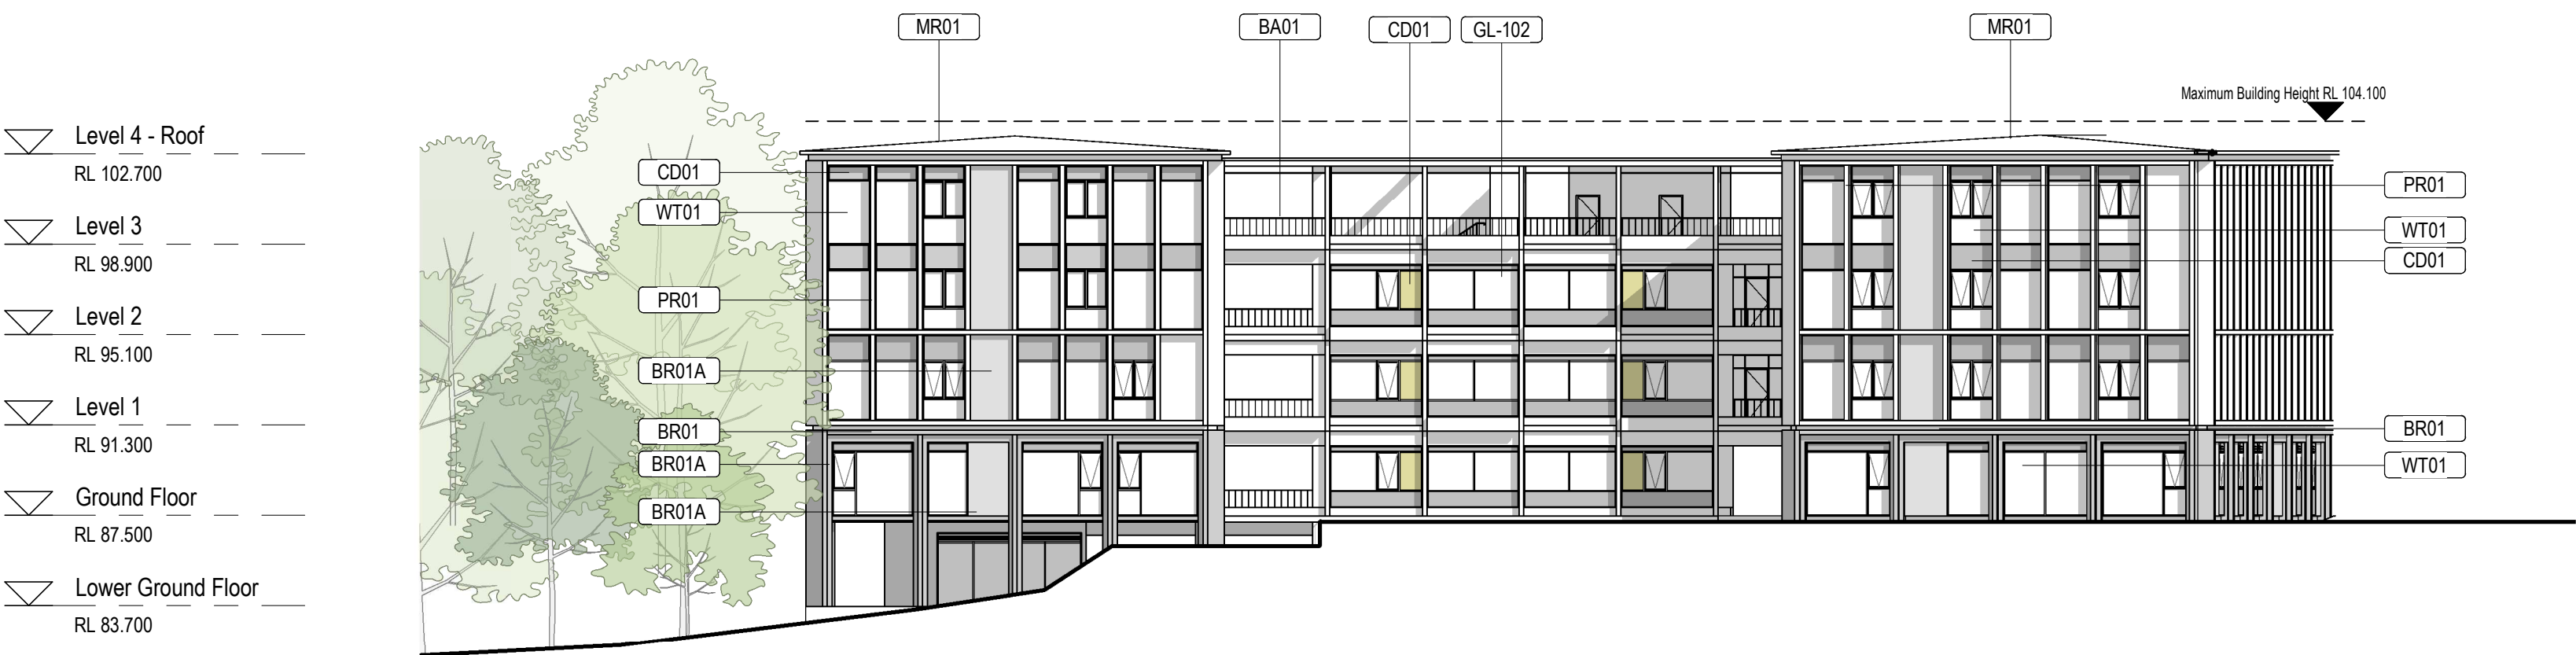 MR01
BA01
CD01
GL-102
MR01
Maximum Building Height RL 104.100
Level 4 - Roof
RL 102.700
Level 3
RL 98.900
Level 2
RL 95.100
Level 1
RL 91.300
Ground Floor
RL 87.500
Lower Ground Floor
RL 83.700
CD01
WT01
PR01
BR01A
BR01
BR01A
BR01A
PR01
WT01
CD01
BR01
WT01